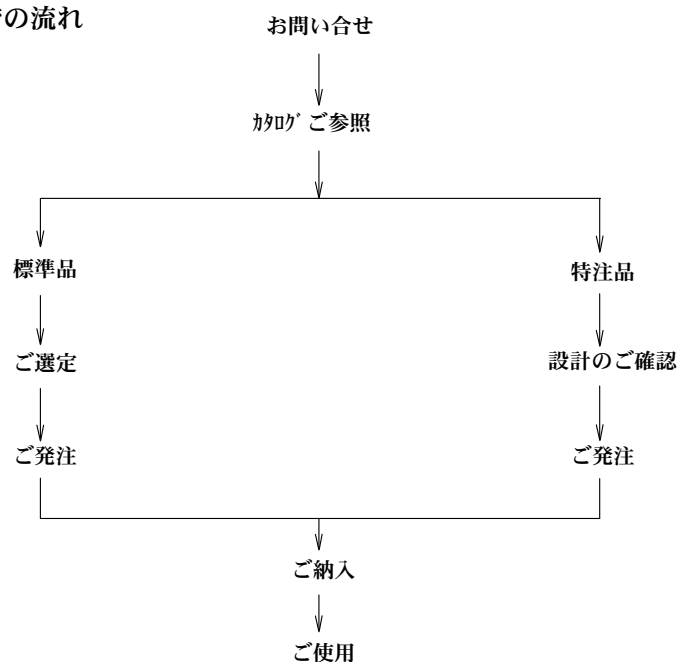 の流れ
お問い合せ
ｶﾀﾛｸﾞご参照
標準品
特注品
ご選定
設計のご確認
ご発注
ご発注
ご納入
ご使用